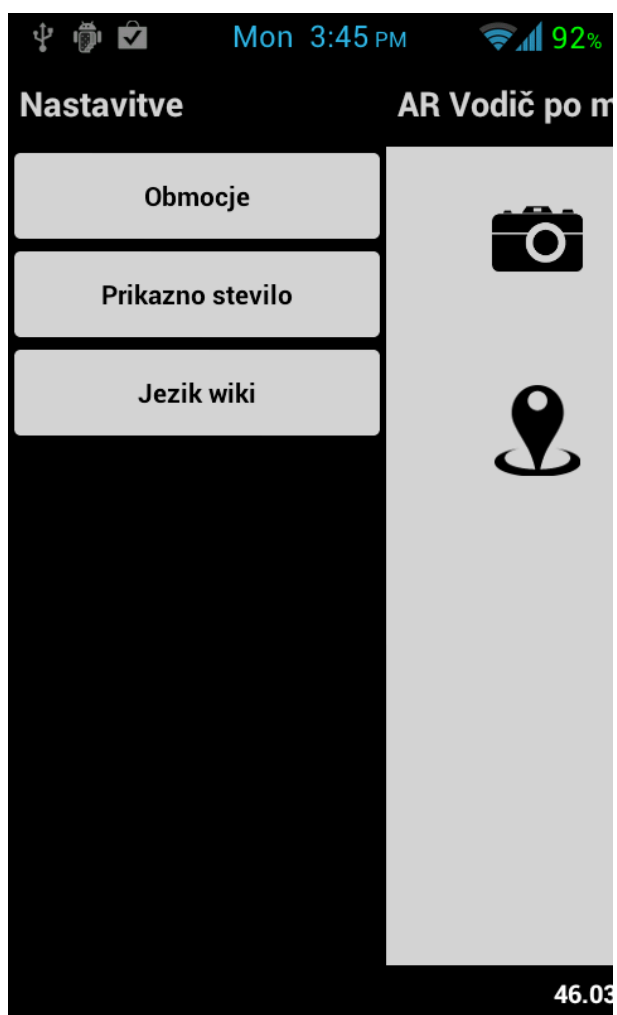 Mon 3:45 PM 92%
Nastavitve
AR Vodič po m
Obmocje
Prikazno stevilo
Jezik wiki
46.03